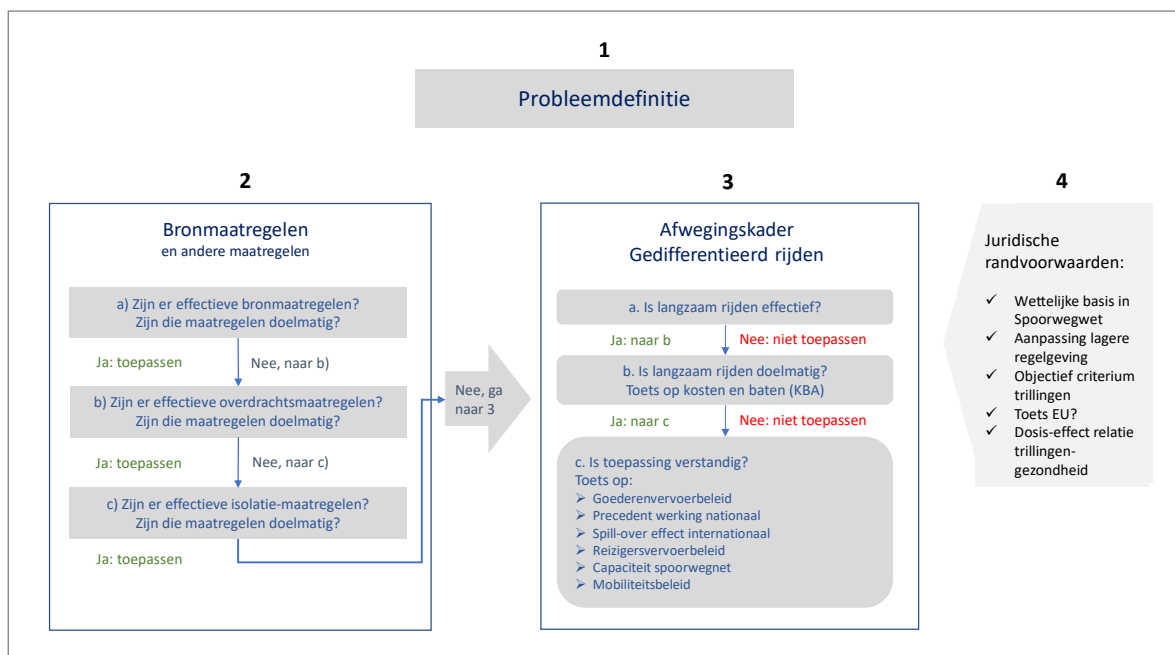 1
Probleemdefinitie
2
Bronmaatregelen
en andere maatregelen
a) Zijn er effectieve bronmaatregelen?
Zijn die maatregelen doelmatig?
Ja: toepassen
Nee, naar b)
b) Zijn er effectieve overdrachtsmaatregelen?
Zijn die maatregelen doelmatig?
Ja: toepassen
Nee, naar c)
c) Zijn er effectieve isolatie-maatregelen?
Zijn die maatregelen doelmatig?
Ja: toepassen
Nee, ga
naar 3
3
Afwegingskader
Gedifferentieerd rijden
a. Is langzaam rijden effectief?
Ja: naar b
Nee: niet toepassen
b. Is langzaam rijden doelmatig?
Toets op kosten en baten (KBA)
Ja: naar c
Nee: niet toepassen
c. Is toepassing verstandig?
Toets op:
Goederenvervoerbeleid
Precedent werking nationaal
Spill-over effect internationaal
Reizigersvervoerbeleid
Capaciteit spoorwegnet
Mobiliteitsbeleid
4
Juridische
randvoorwaarden:
Wettelijke basis in
Spoorwegwet
Aanpassing lagere
regelgeving
Objectief criterium
trillingen
Toets EU?
Dosis-effect relatie
trillingen-
gezondheid